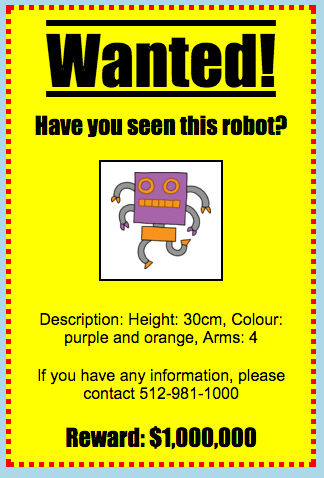 Wanted!
Have you seen this robot?
Description: Height: 30cm, Colour:
purple and orange, Arms: 4
If you have any information, please
contact 512-981-1000
Reward: $1,000,000